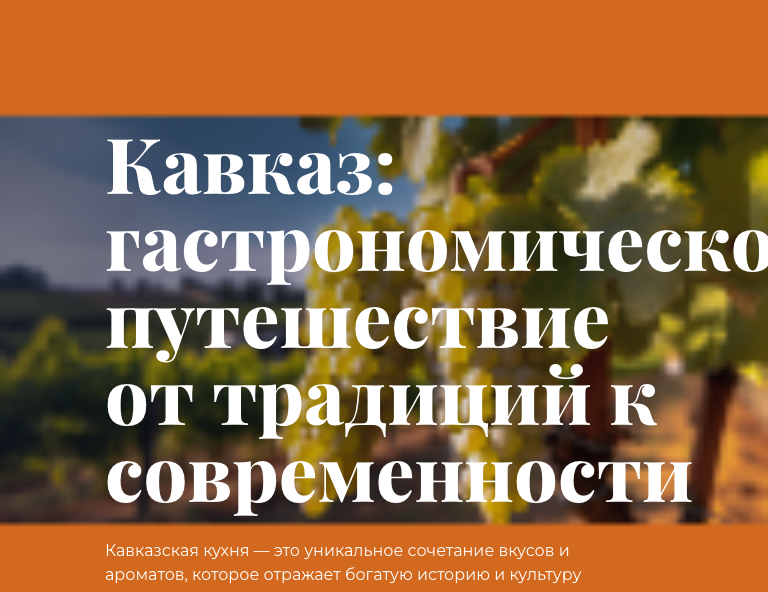 Кавказ:
гастрономическо
путешествие
от традиций к
современности
Кавказская кухня — это уникальное сочетание вкусов и
ароматов, которое отражает богатую историю и культуру